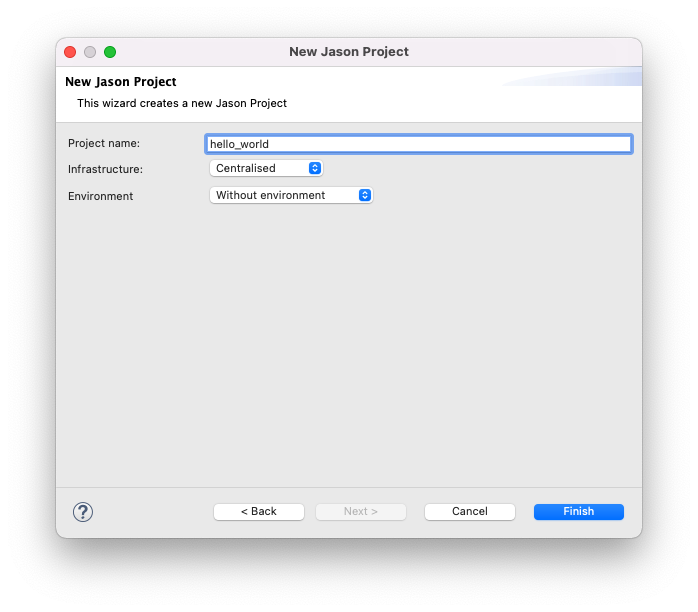 New Jason Project
New Jason Project
This wizard creates a new Jason Project
Project name: hello_world
Infrastructure: Centralised
Environment Without environment
? < Back Next > Cancel Finish